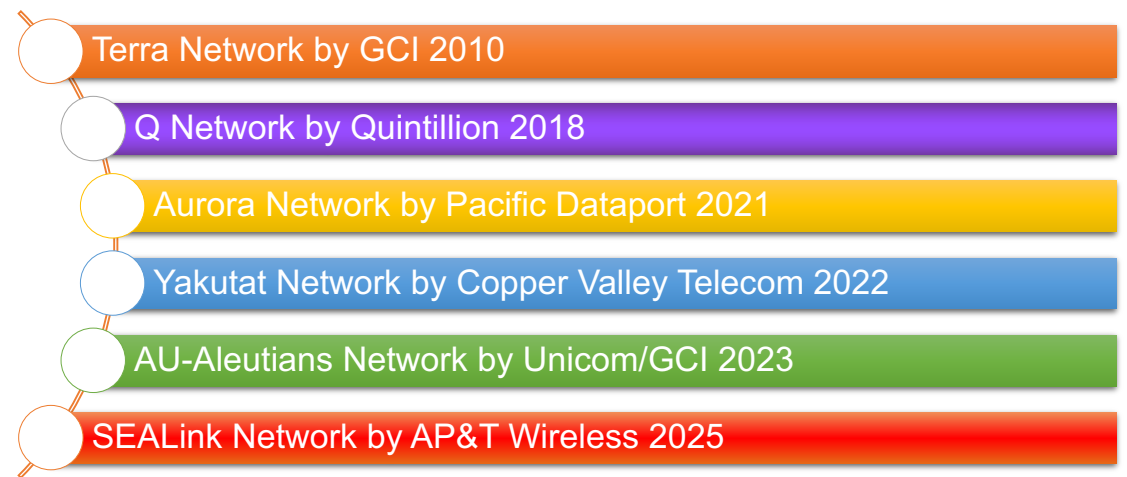 Terra Network by GCI 2010
Q Network by Quintillion 2018
Aurora Network by Pacific Dataport 2021
Yakutat Network by Copper Valley Telecom 2022
AU-Aleutians Network by Unicom/GCI 2023
SEALink Network by AP&T Wireless 2025